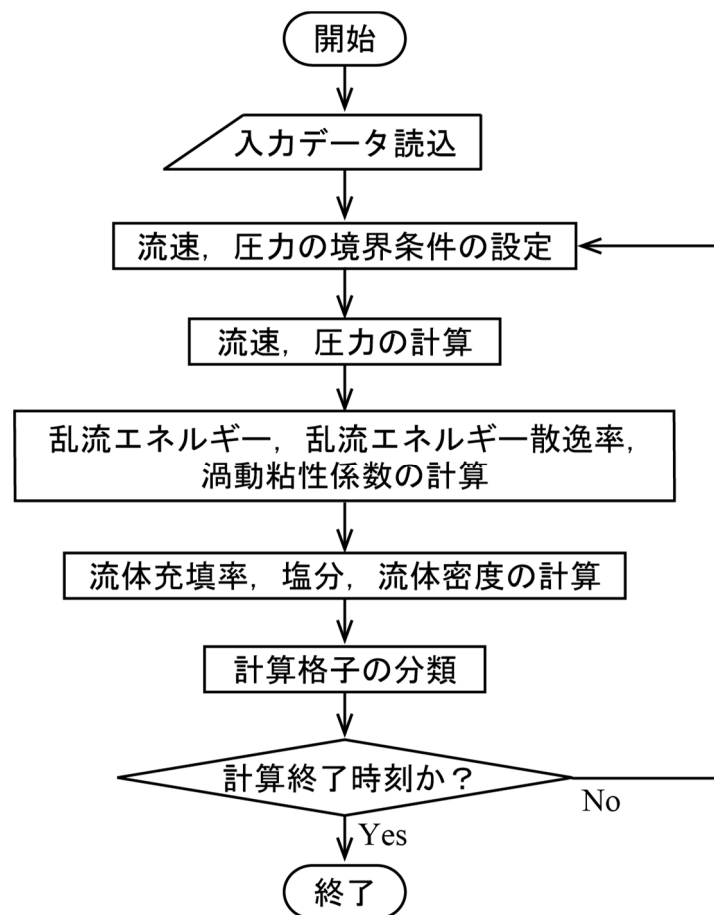 開始
入力データ読込
流速，圧力の境界条件の設定
流速，圧力の計算
乱流エネルギー，乱流エネルギー散逸率，
渦動粘性係数の計算
流体充填率，塩分，流体密度の計算
計算格子の分類
計算終了時刻か？
No
Yes
終了